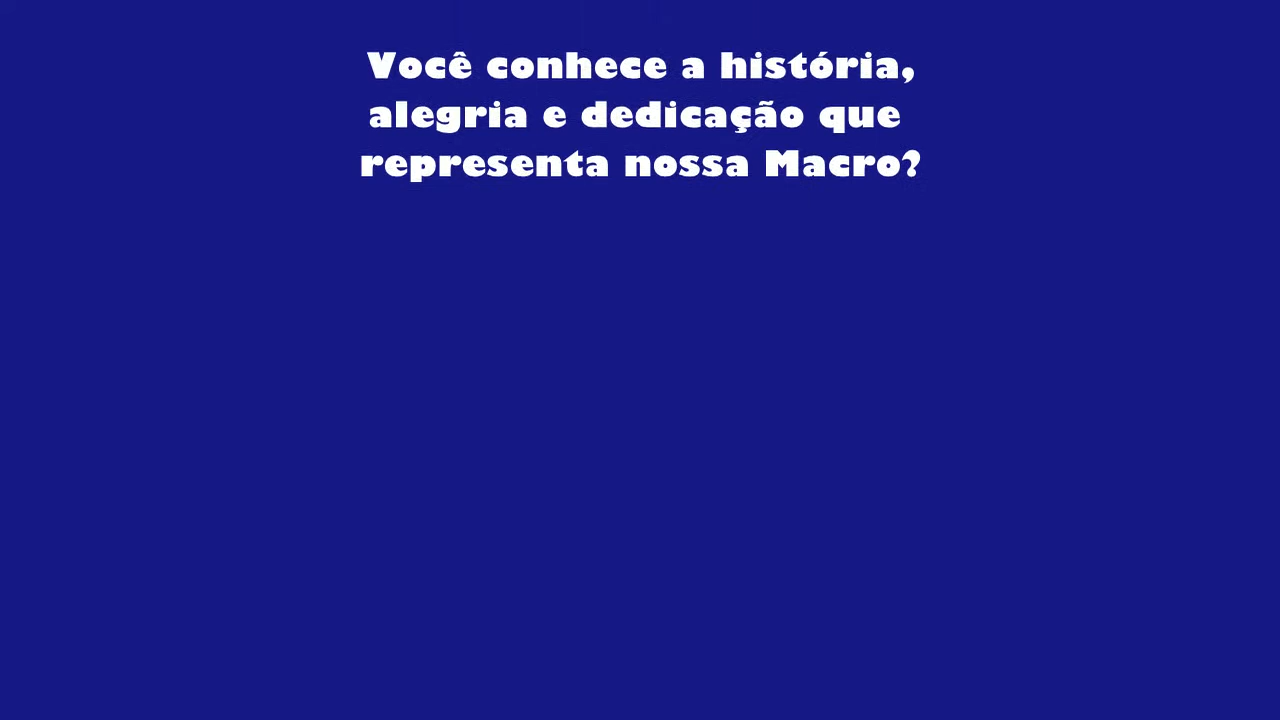 Você conhece a história,
alegria e dedicação que
representa nossa Macro?